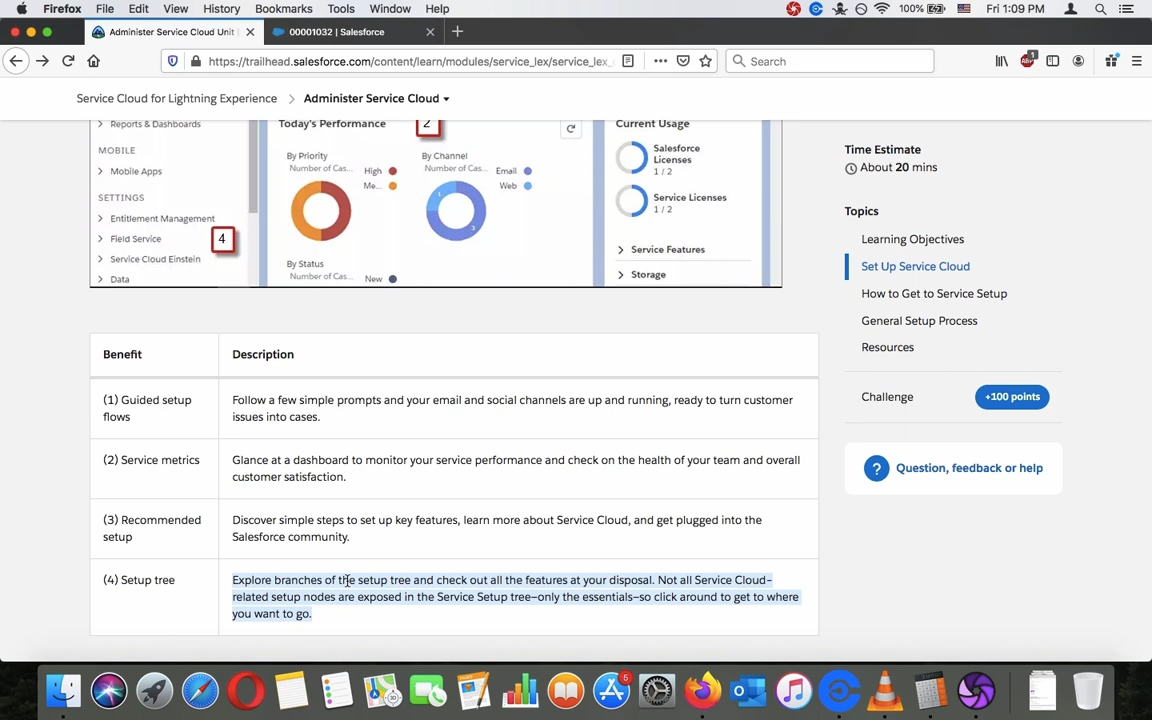 Firefox File Edit View History Bookmarks Tools Window Help 100% Fri 1:09 PM
Administer Service Cloud Unit
00001032 | Salesforce
https://trailhead.salesforce.com/content/learn/modules/service_lex/service_lex_
Search
Service Cloud for Lightning Experience
Administer Service Cloud
Reports & Dashboards
MOBILE
Mobile Apps
SETTINGS
Entitlement Management
Field Service
Service Cloud Einstein
Data
4
Today's Performance
2
By Priority
Number of Cas...
High
Me...
By Channel
Number of Cas...
Email
Web
1
3
By Status
Number of Cas...
New
Current Usage
Salesforce
Licenses
1 / 2
Service Licenses
1 / 2
Service Features
Storage
Benefit
Description
(1) Guided setup
flows
Follow a few simple prompts and your email and social channels are up and running, ready to turn customer
issues into cases.
(2) Service metrics
Glance at a dashboard to monitor your service performance and check on the health of your team and overall
customer satisfaction.
(3) Recommended
setup
Discover simple steps to set up key features, learn more about Service Cloud, and get plugged into the
Salesforce community.
(4) Setup tree
Explore branches of the setup tree and check out all the features at your disposal. Not all Service Cloud–
related setup nodes are exposed in the Service Setup tree—only the essentials—so click around to get to where
you want to go.
Time Estimate
About 20 mins
Topics
Learning Objectives
Set Up Service Cloud
How to Get to Service Setup
General Setup Process
Resources
Challenge
+100 points
? Question, feedback or help
6